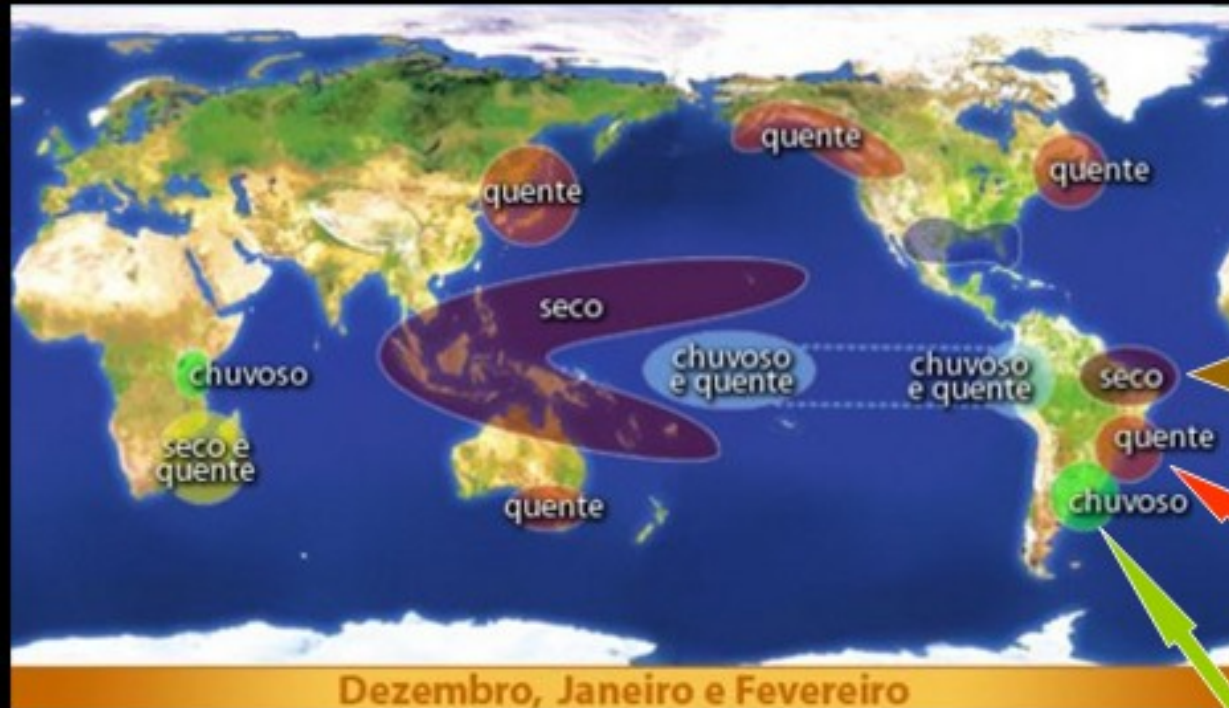 quente
quente
quente
seco
chuvoso
e quente
chuvoso
e quente
seco
chuvoso
quente
seco e
quente
quente
chuvoso
Dezembro, Janeiro e Fevereiro